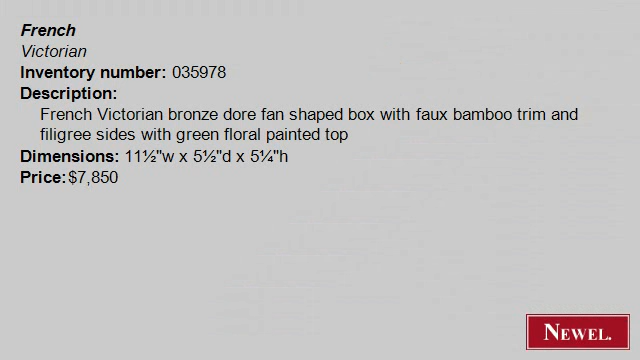 French
Victorian
Inventory number: 035978
Description:
French Victorian bronze dore fan shaped box with faux bamboo trim and
filigree sides with green floral painted top
Dimensions: 11½"w x 5½"d x 5¼"h
Price:$7,850
NEWEL.